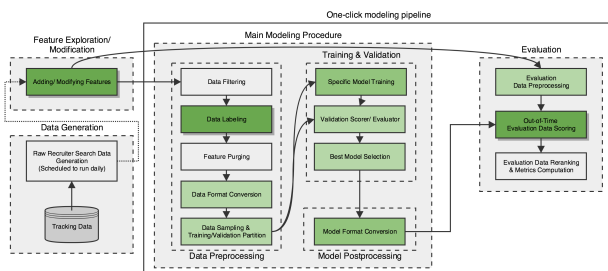 One-click modeling pipeline
Feature Exploration/
Modification
Adding/ Modifying Features
Data Generation
Raw Recruiter Search Data
Generation
(Scheduled to run daily)
Tracking Data
Main Modeling Procedure
Data Filtering
Data Labeling
Feature Purging
Data Format Conversion
Data Sampling &
Training/Validation Partition
Data Preprocessing
Training & Validation
Specific Model Training
Validation Scorer/ Evaluator
Best Model Selection
Model Format Conversion
Model Postprocessing
Evaluation
Evaluation
Data Preprocessing
Out-of-Time
Evaluation Data Scoring
Evaluation Data Reranking
& Metrics Computation